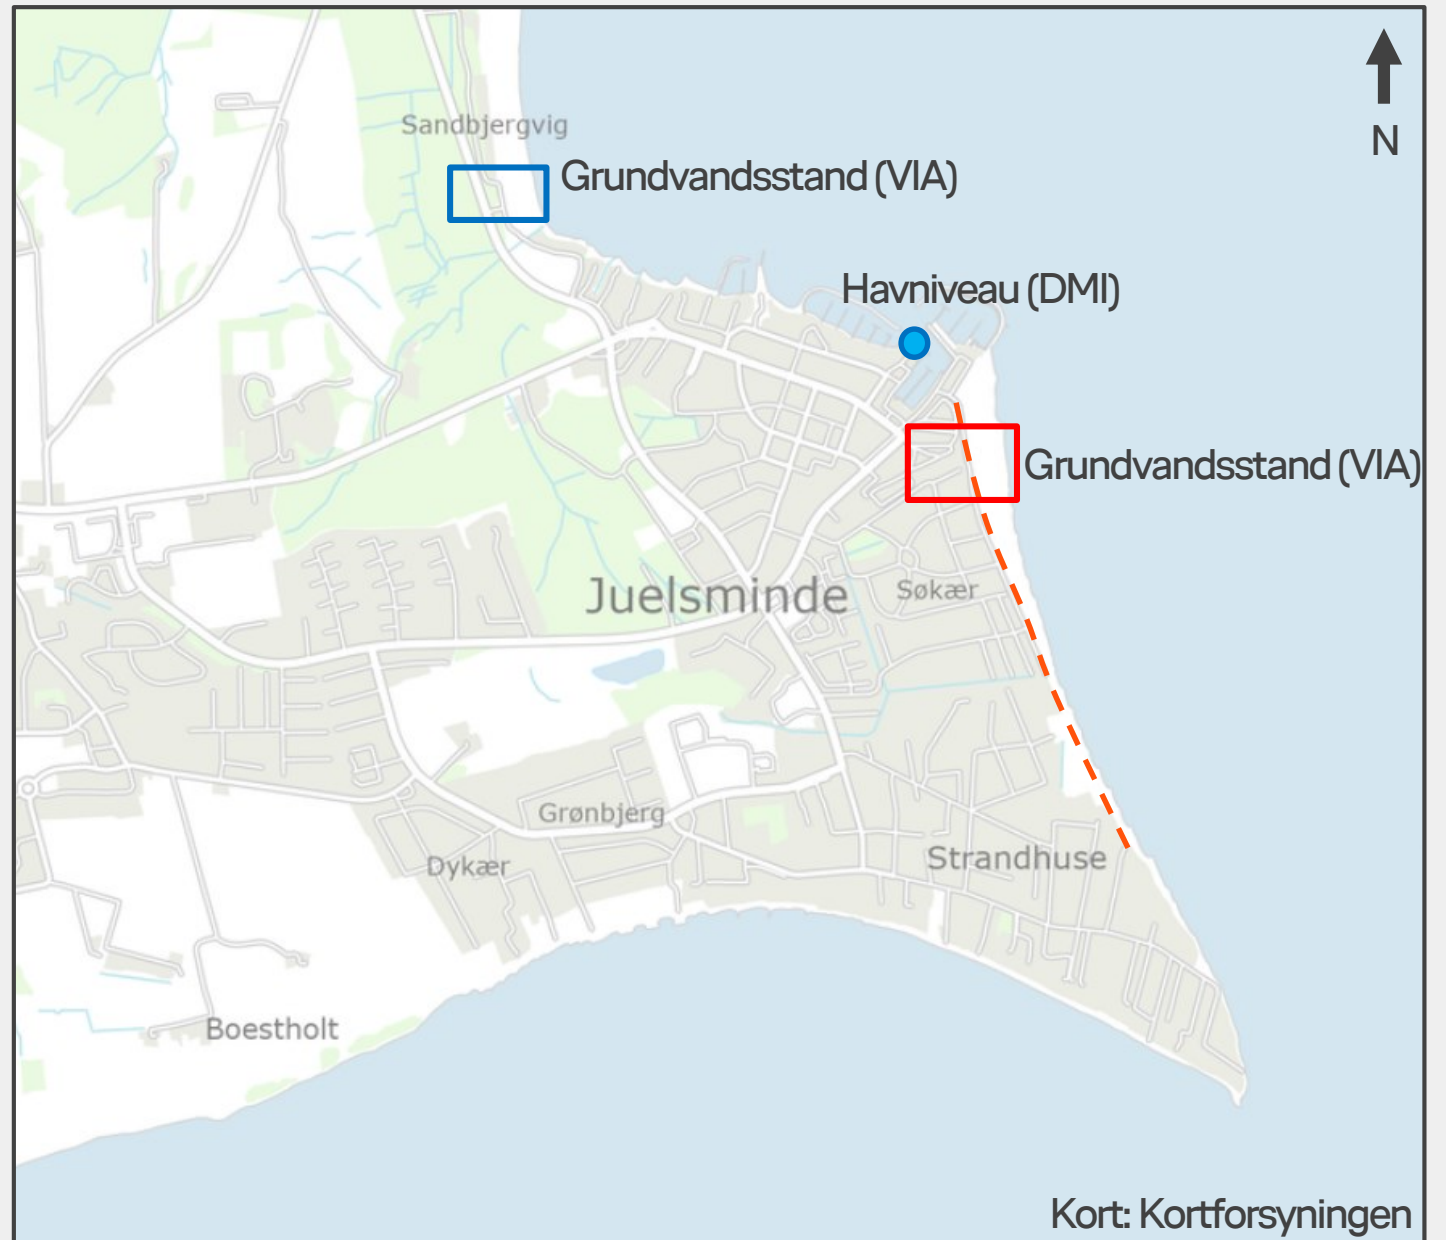 N
Sandbjergvig
Grundvandsstand (VIA)
Havniveau (DMI)
Grundvandsstand (VIA)
Juelsminde
Søkær
Grønbjerg
Strandhuse
Dykær
Boestholt
Kort: Kortforsyningen